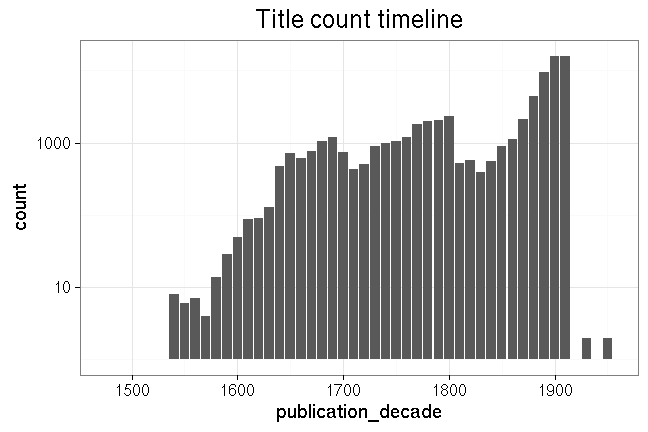 Title count timeline
count
1000
10
1500 1600 1700 1800 1900
publication_decade